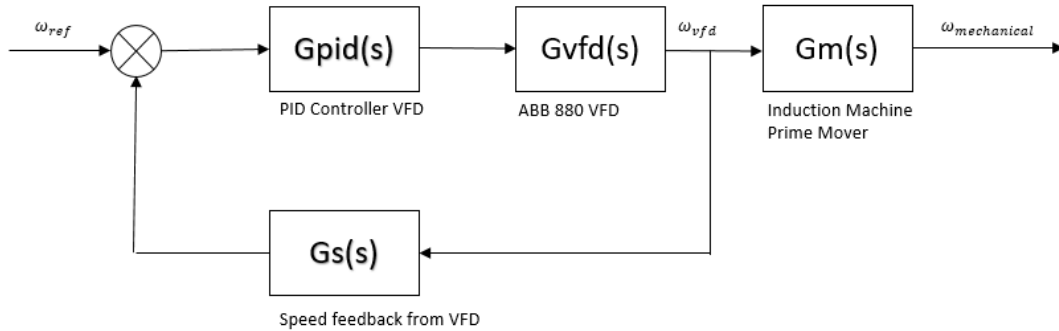 ω_ref
Gpid(s)
PID Controller VFD
Gvfd(s)
ABB 880 VFD
ω_vfd
Gm(s)
Induction Machine
Prime Mover
ω_mechanical
Gs(s)
Speed feedback from VFD